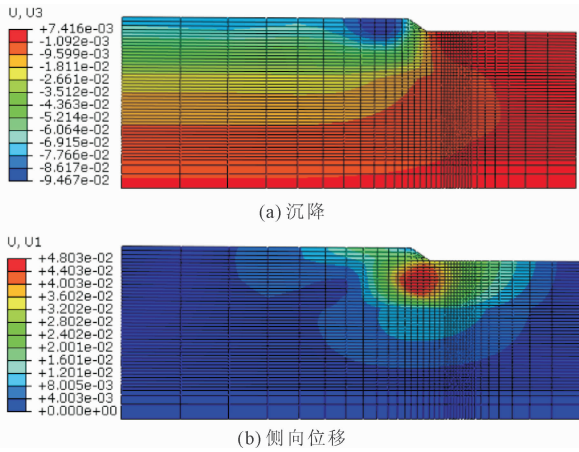 U, U3
+7.416e-03
-1.092e-03
-9.599e-03
-1.811e-02
-2.661e-02
-3.512e-02
-4.363e-02
-5.214e-02
-6.064e-02
-6.915e-02
-7.766e-02
-8.617e-02
-9.467e-02
(a) 沉降
U, U1
+4.803e-02
+4.403e-02
+4.003e-02
+3.602e-02
+3.202e-02
+2.802e-02
+2.402e-02
+2.001e-02
+1.601e-02
+1.201e-02
+8.005e-03
+4.003e-03
+0.000e+00
(b) 侧向位移